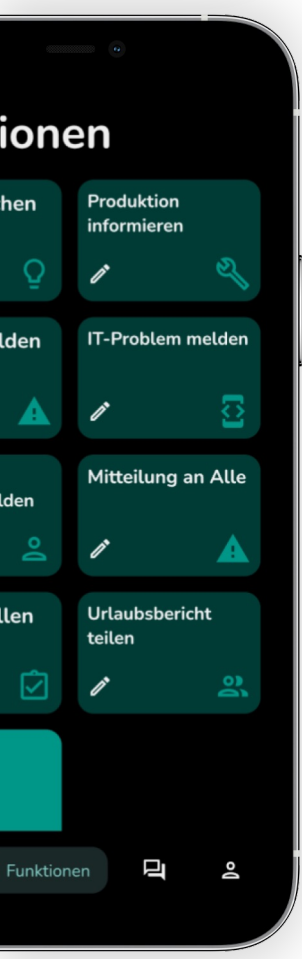 ionen
hen
Produktion
informieren
lden
IT-Problem melden
lden
Mitteilung an Alle
llen
Urlaubsbericht
teilen
Funktionen